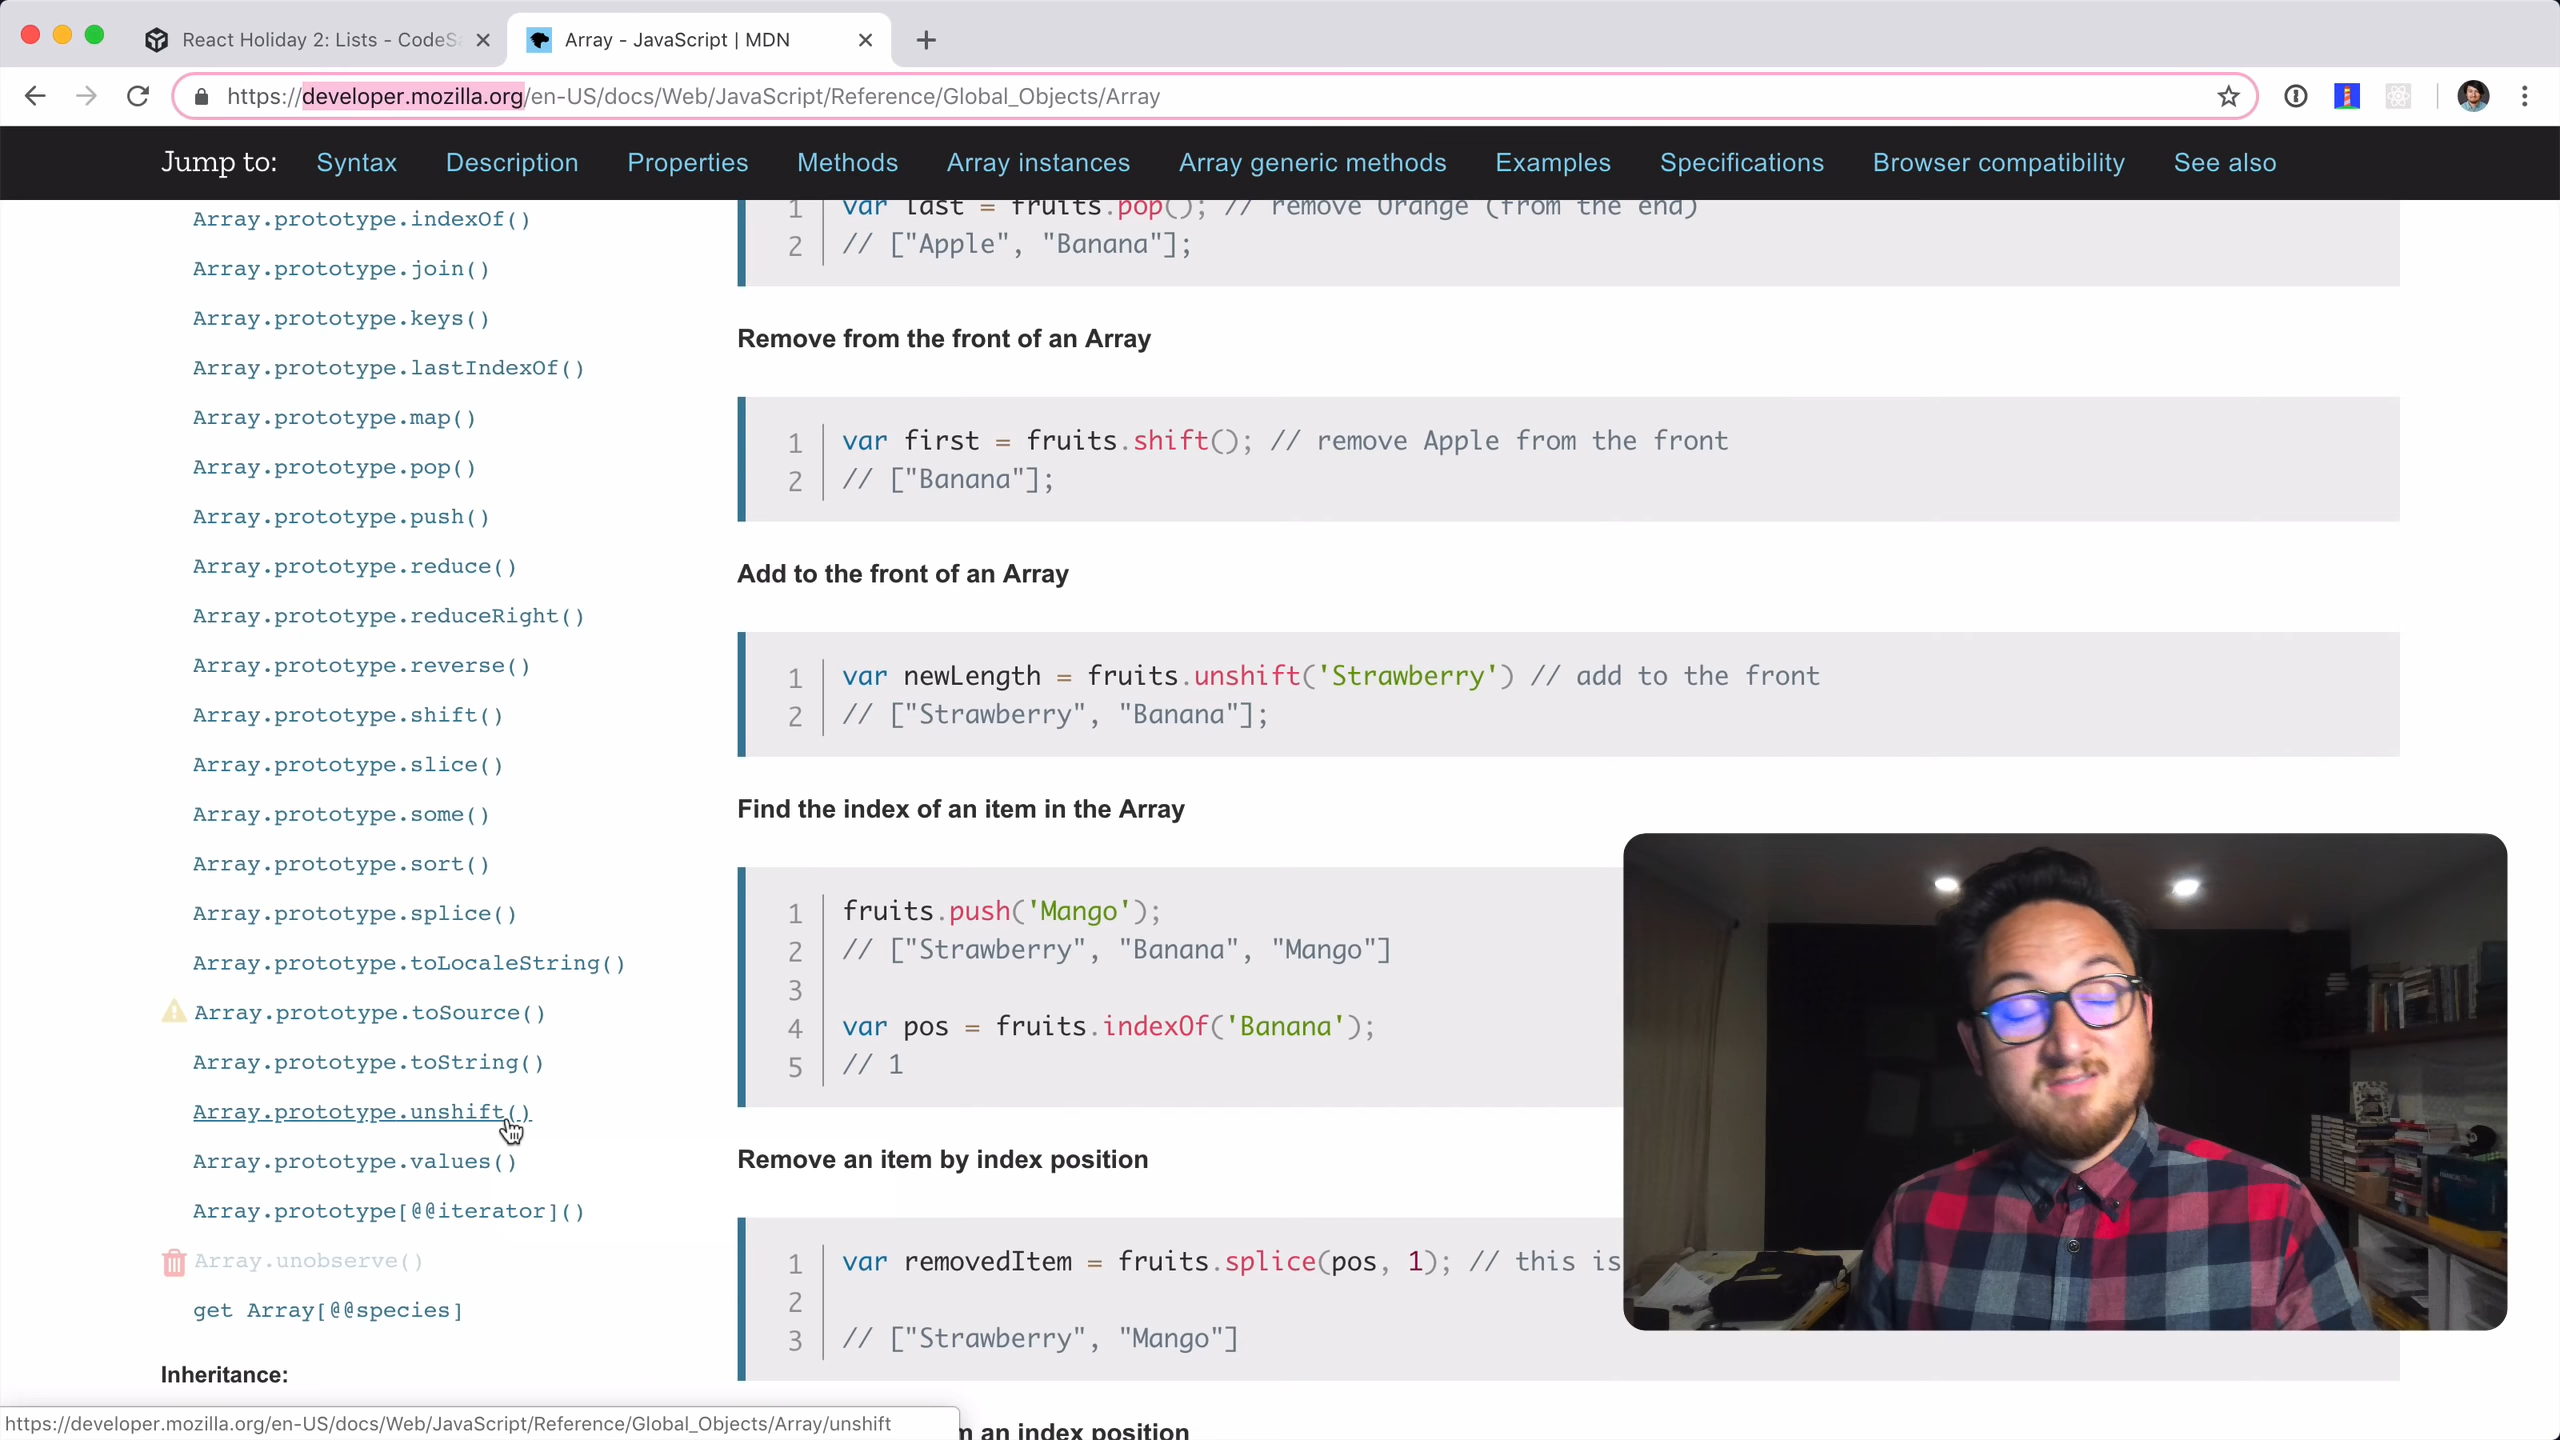 React Holiday 2: Lists - CodeSa
Array - JavaScript | MDN
https://developer.mozilla.org/en-US/docs/Web/JavaScript/Reference/Global_Objects/Array
Jump to: Syntax Description Properties Methods Array instances Array generic methods Examples Specifications Browser compatibility See also
Array.prototype.indexOf()
Array.prototype.join()
Array.prototype.keys()
Array.prototype.lastIndexOf()
Array.prototype.map()
Array.prototype.pop()
Array.prototype.push()
Array.prototype.reduce()
Array.prototype.reduceRight()
Array.prototype.reverse()
Array.prototype.shift()
Array.prototype.slice()
Array.prototype.some()
Array.prototype.sort()
Array.prototype.splice()
Array.prototype.toLocaleString()
Array.prototype.toSource()
Array.prototype.toString()
Array.prototype.unshift()
Array.prototype.values()
Array.prototype[@@iterator]()
Array.unobserve()
get Array[@@species]
Inheritance:
1 var last = fruits.pop(); // remove Orange (from the end)
2 // ["Apple", "Banana"];
Remove from the front of an Array
1 var first = fruits.shift(); // remove Apple from the front
2 // ["Banana"];
Add to the front of an Array
1 var newLength = fruits.unshift('Strawberry') // add to the front
2 // ["Strawberry", "Banana"];
Find the index of an item in the Array
1 fruits.push('Mango');
2 // ["Strawberry", "Banana", "Mango"]
3
4 var pos = fruits.indexOf('Banana');
5 // 1
Remove an item by index position
1 var removedItem = fruits.splice(pos, 1); // this is
2
3 // ["Strawberry", "Mango"]
m an index position
https://developer.mozilla.org/en-US/docs/Web/JavaScript/Reference/Global_Objects/Array/unshift